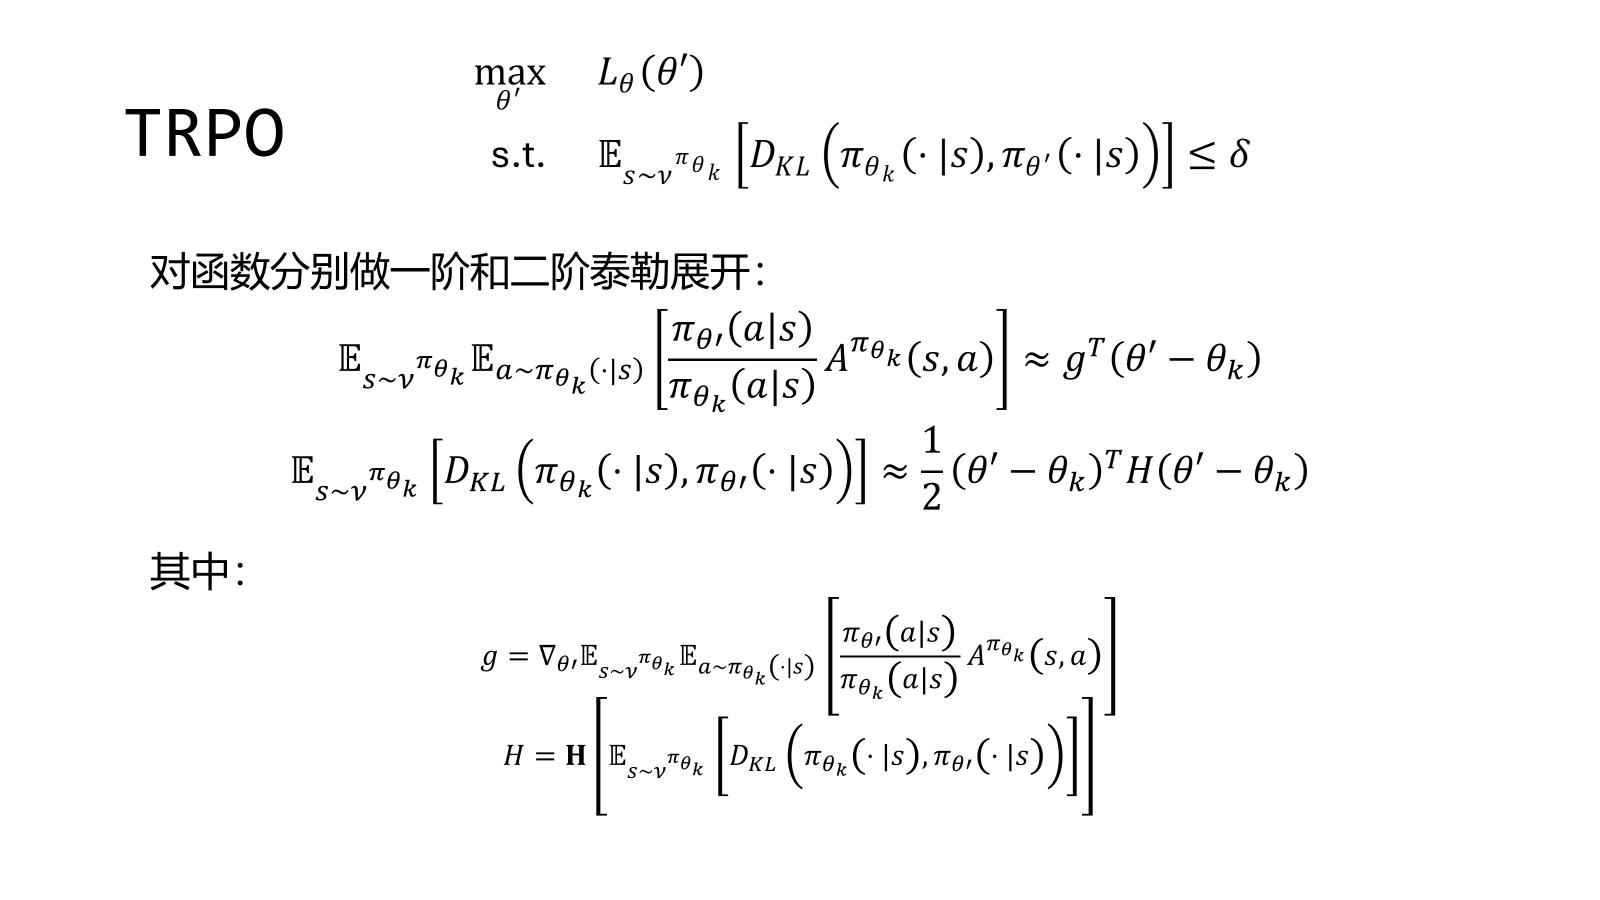 TRPO
max_{θ′} L_θ(θ′)
s.t. 𝔼_{s~ν^{π_{θ_k}}} [D_{KL} (π_{θ_k}(· |s), π_{θ′}(· |s))] ≤ δ
对函数分别做一阶和二阶泰勒展开：
𝔼_{s~ν^{π_{θ_k}}} 𝔼_{a~π_{θ_k}(·|s)} [π_{θ′}(a|s) / π_{θ_k}(a|s) A^{π_{θ_k}}(s, a)] ≈ g^T(θ′ − θ_k)
𝔼_{s~ν^{π_{θ_k}}} [D_{KL} (π_{θ_k}(· |s), π_{θ′}(· |s))] ≈ 1/2 (θ′ − θ_k)^T H(θ′ − θ_k)
其中：
g = ∇_{θ′} 𝔼_{s~ν^{π_{θ_k}}} 𝔼_{a~π_{θ_k}(·|s)} [π_{θ′}(a|s) / π_{θ_k}(a|s) A^{π_{θ_k}}(s, a)]
H = 𝐇 [𝔼_{s~ν^{π_{θ_k}}} [D_{KL} (π_{θ_k}(· |s), π_{θ′}(· |s))]]